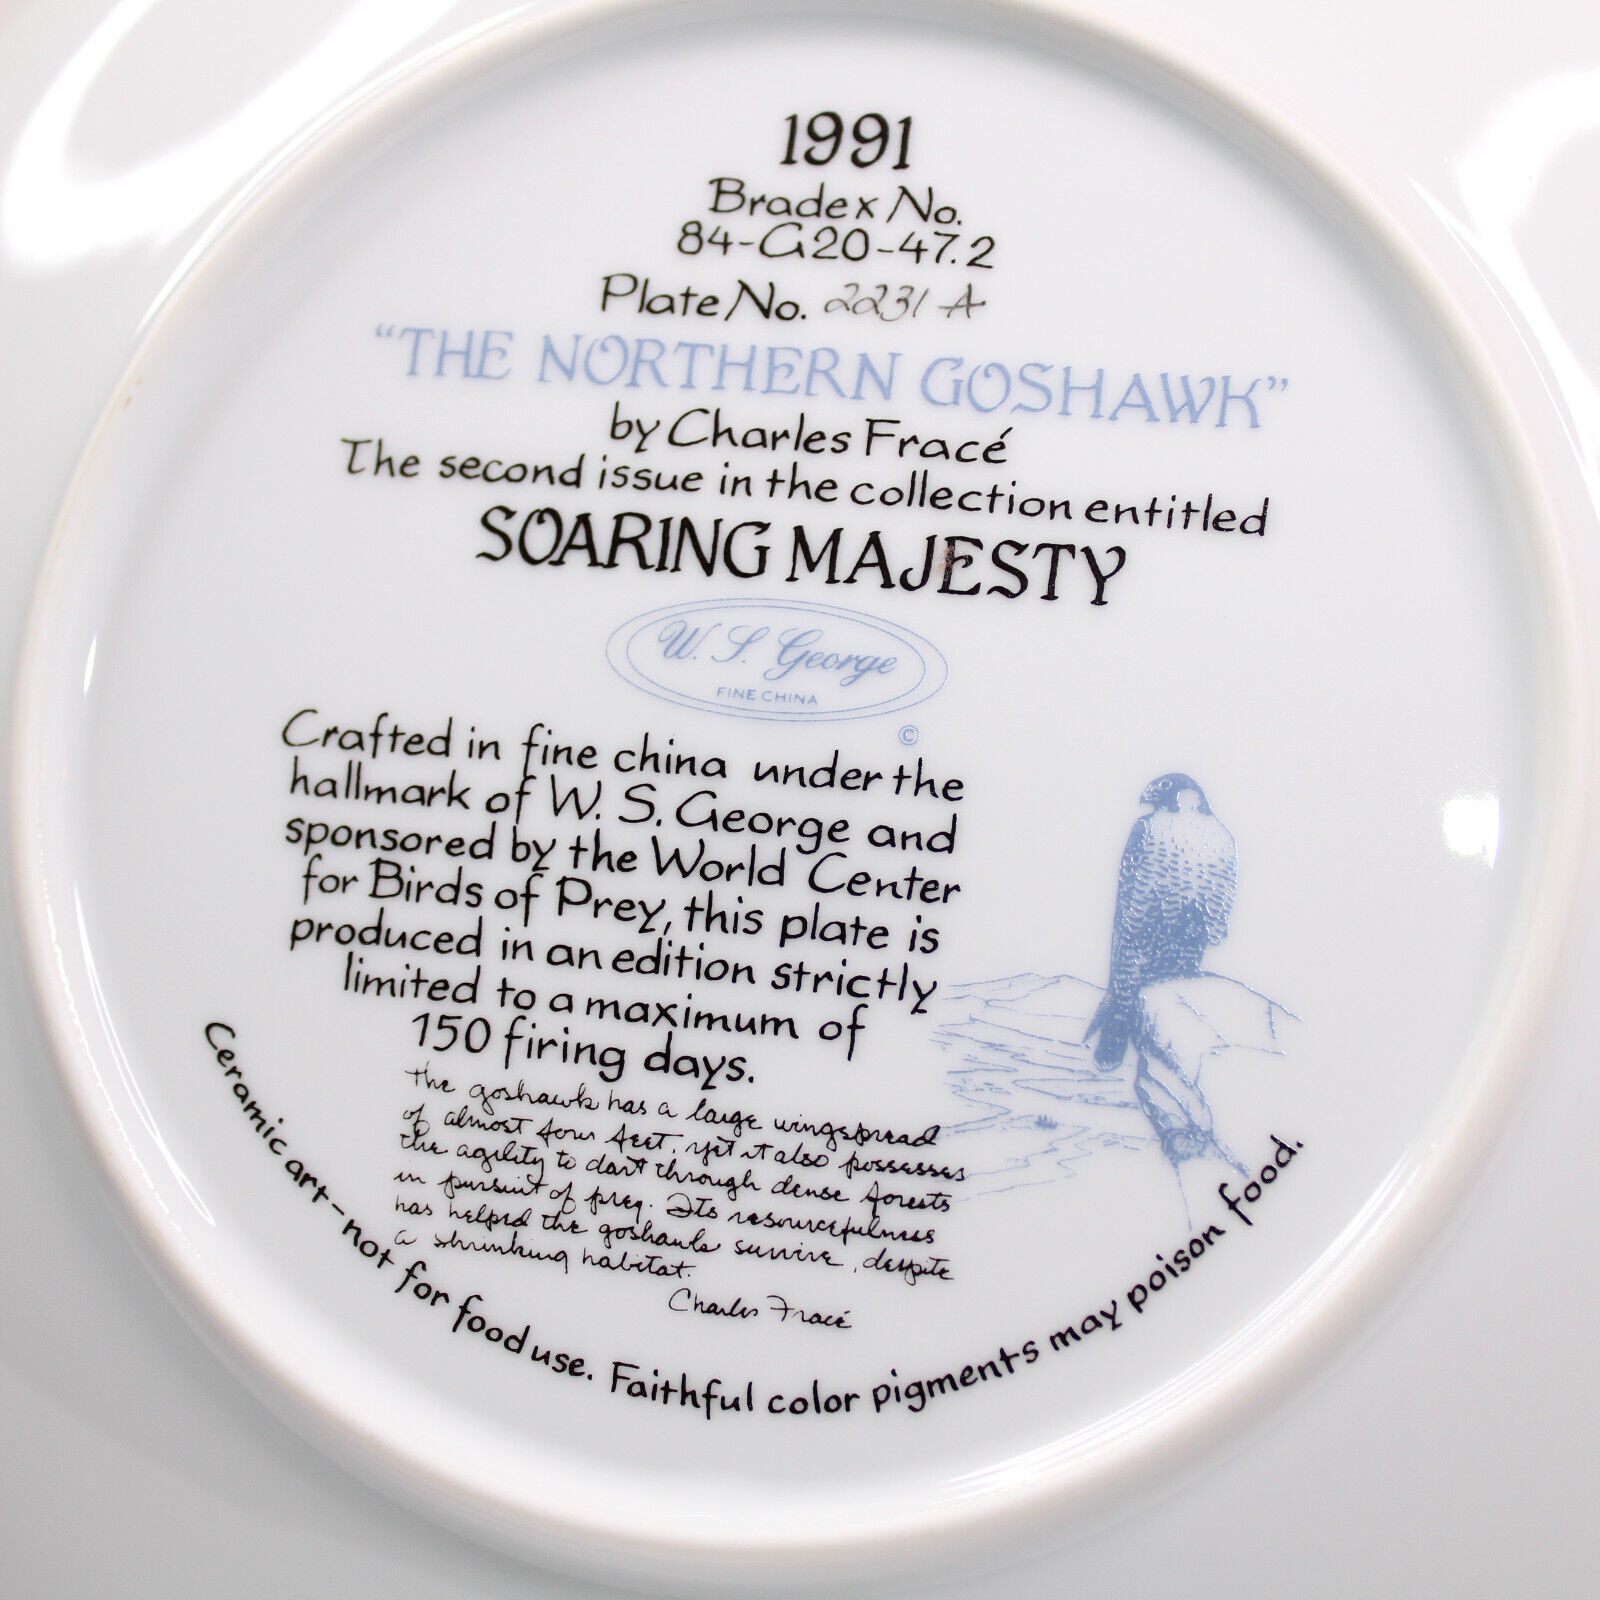 1991
Bradex No.
84-G20-47.2
Plate No. 2231 A
"THE NORTHERN GOSHAWK"
by Charles Fracé
The second issue in the collection entitled
SOARING MAJESTY
W. S. George
FINE CHINA
©
Crafted in fine china under the
hallmark of W. S. George and
sponsored by the World Center
for Birds of Prey, this plate is
produced in an edition strictly
limited to a maximum of
150 firing days.
The goshawk has a large wingspread
of almost four feet, yet it also possesses
the agility to dart through dense forests
in pursuit of prey. Its resourcefulness
has helped the goshawk survive, despite
a shrinking habitat.
Charles Fracé
Ceramic art-not for food use. Faithful color pigments may poison food.